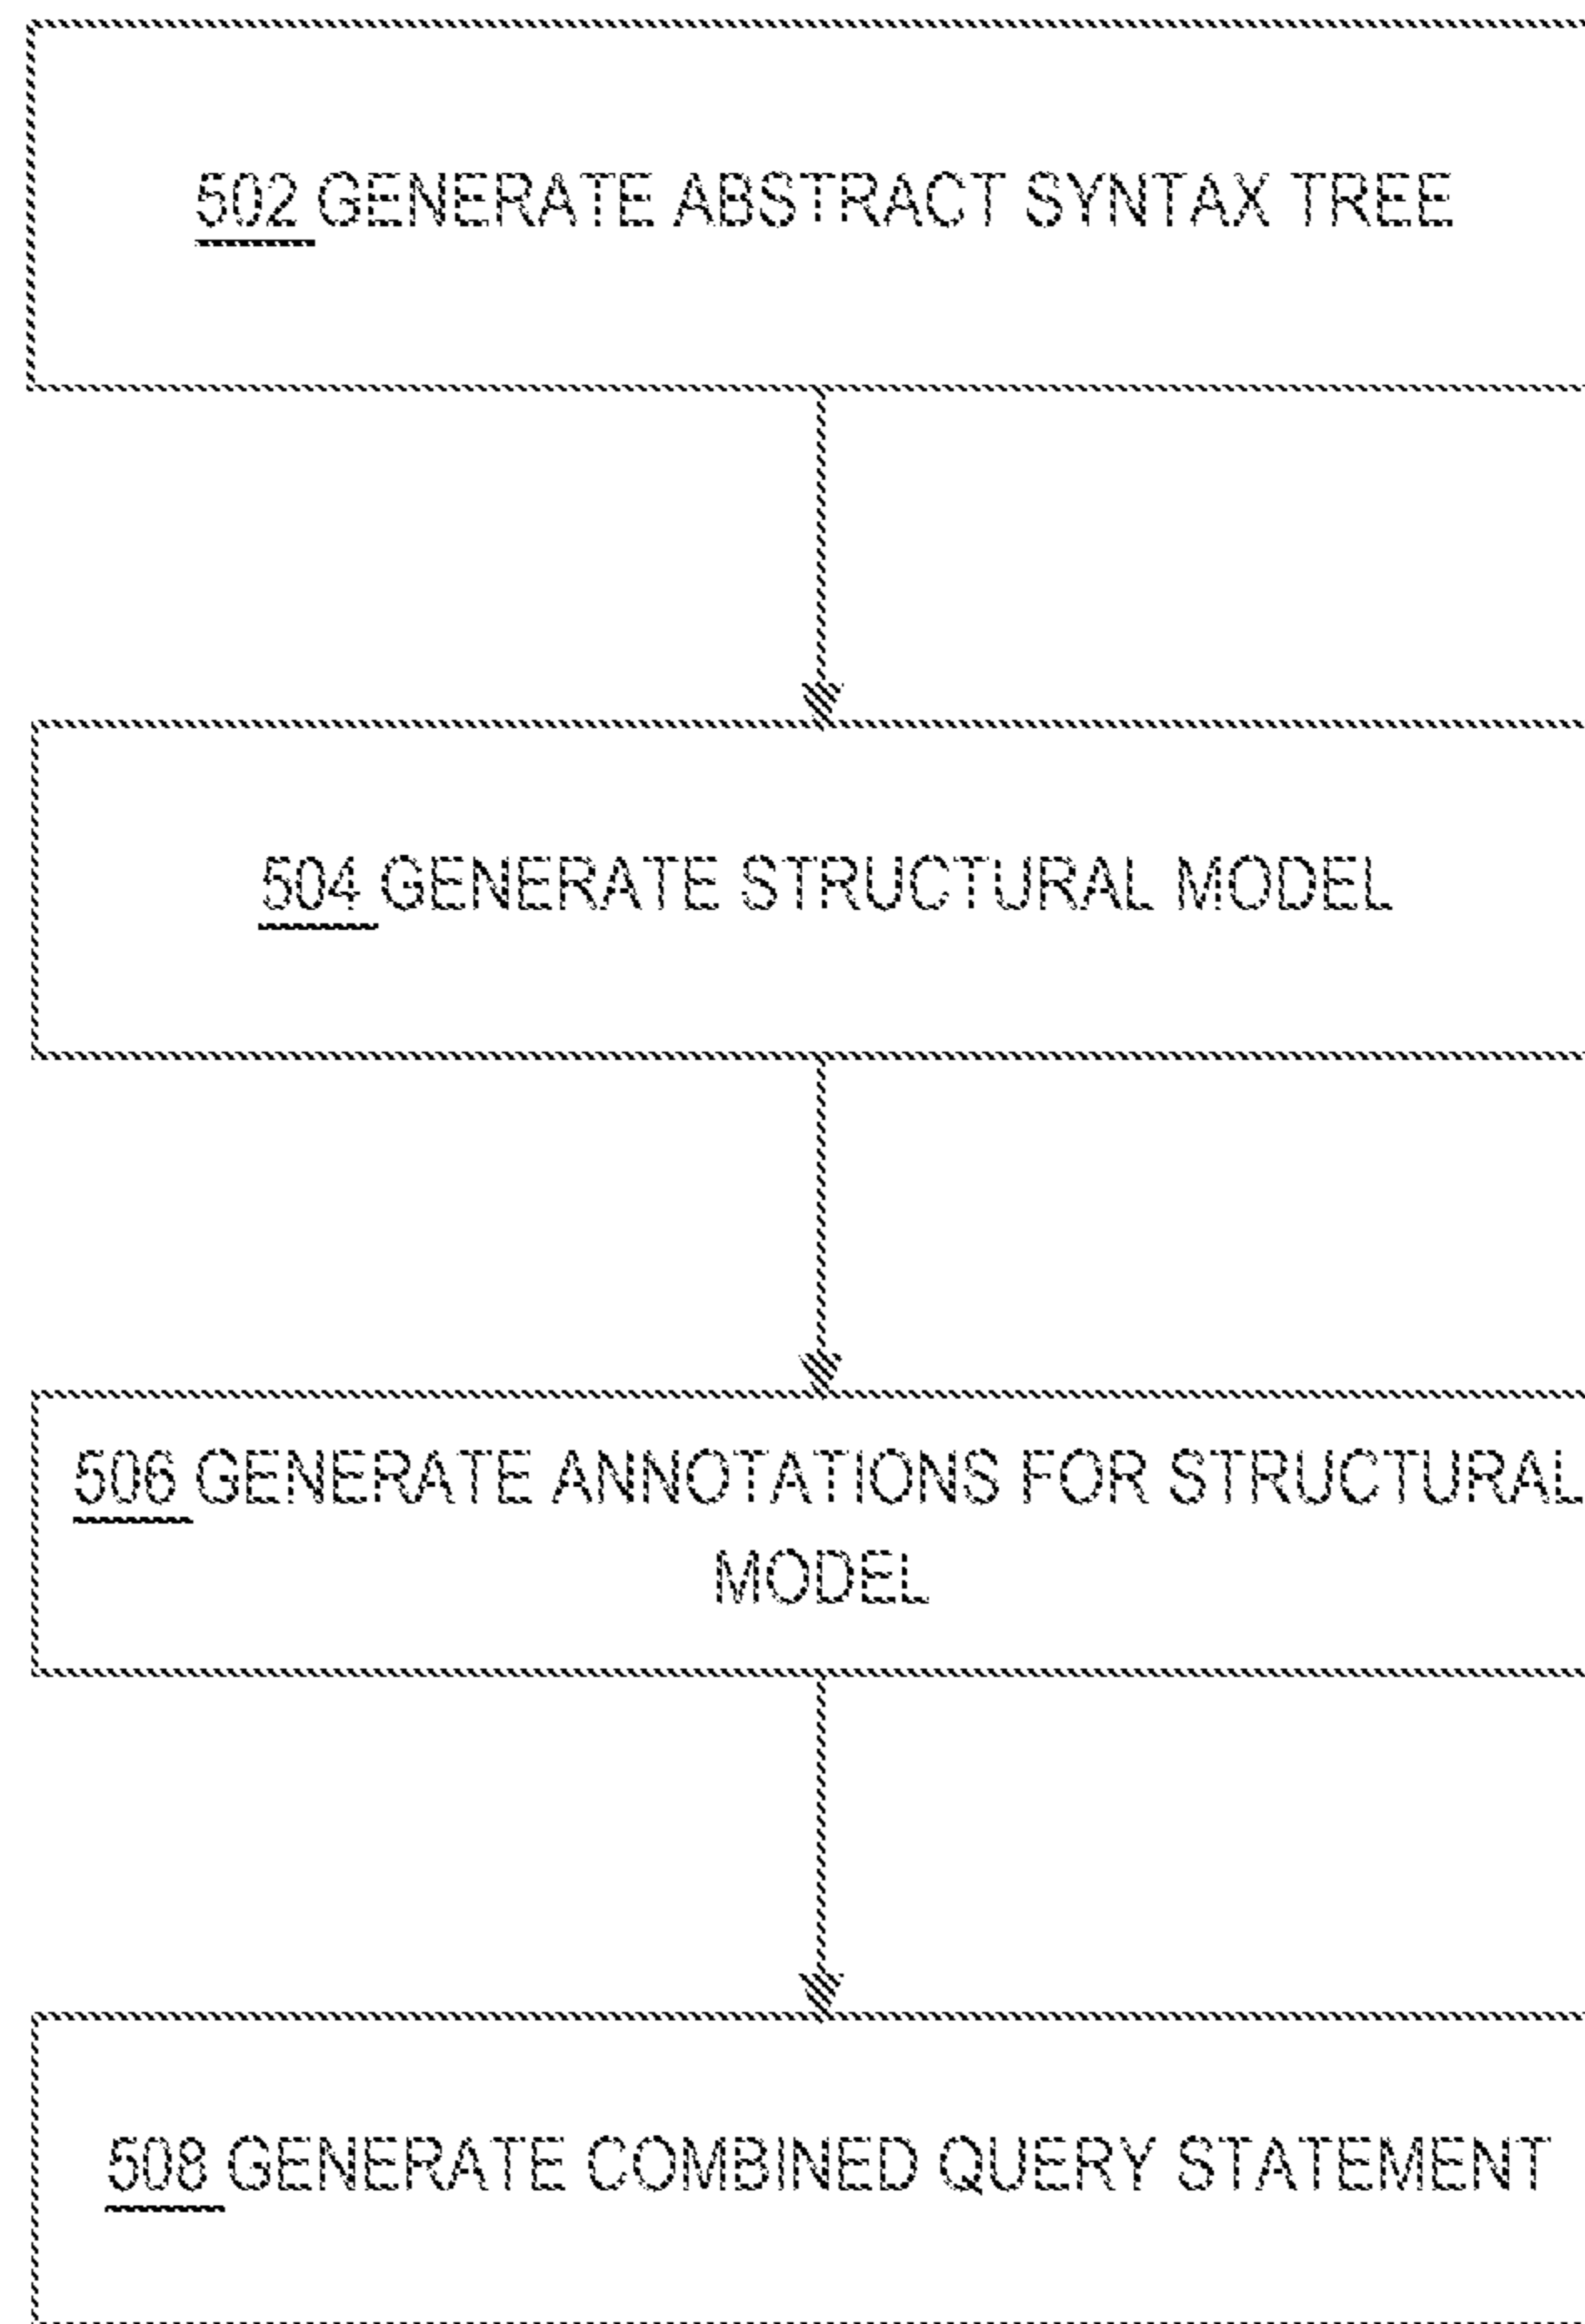 502 GENERATE ABSTRACT SYNTAX TREE
504 GENERATE STRUCTURAL MODEL
506 GENERATE ANNOTATIONS FOR STRUCTURAL
MODEL
508 GENERATE COMBINED QUERY STATEMENT